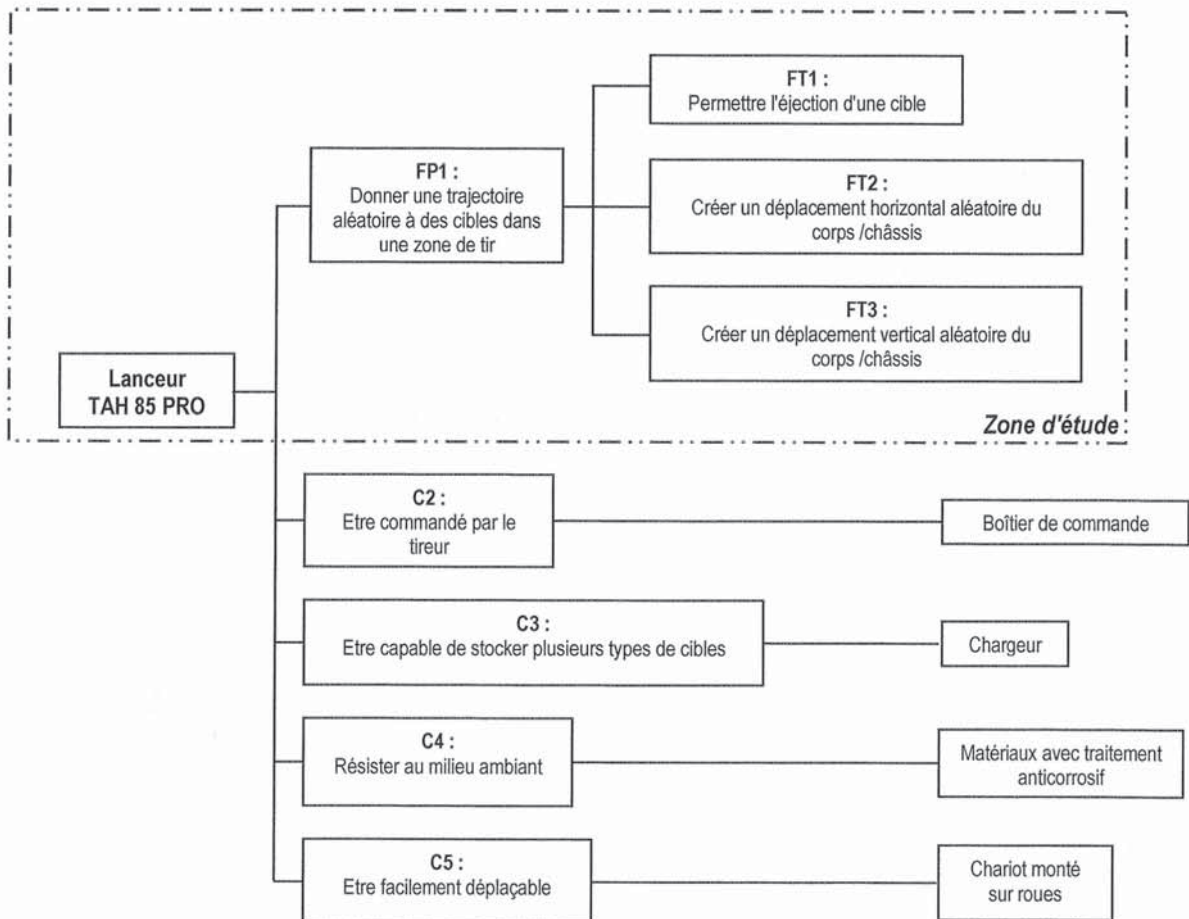 FT1 :
Permettre l'éjection d'une cible
FP1 :
Donner une trajectoire
aléatoire à des cibles dans
une zone de tir
FT2 :
Créer un déplacement horizontal aléatoire du
corps /châssis
FT3 :
Créer un déplacement vertical aléatoire du
corps /châssis
Lanceur
TAH 85 PRO
Zone d'étude
C2 :
Etre commandé par le
tireur
Boîtier de commande
C3 :
Etre capable de stocker plusieurs types de cibles
Chargeur
C4 :
Résister au milieu ambiant
Matériaux avec traitement
anticorrosif
C5 :
Etre facilement déplaçable
Chariot monté
sur roues